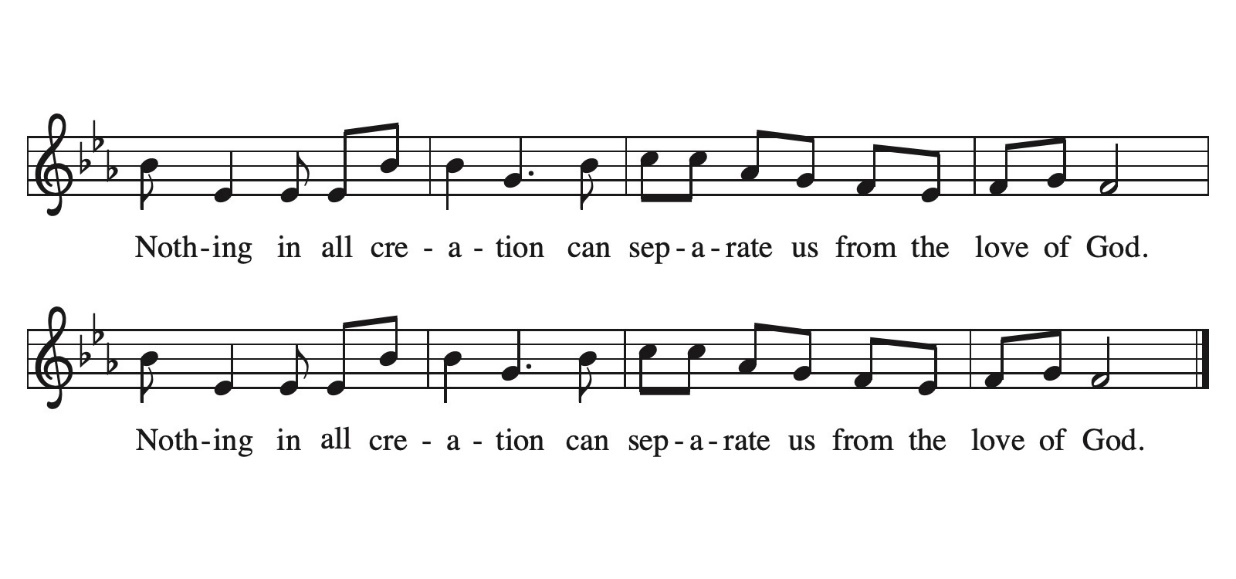 Noth-ing in all cre - a - tion can sep - a - rate us from the love of God.
Noth-ing in all cre - a - tion can sep - a - rate us from the love of God.